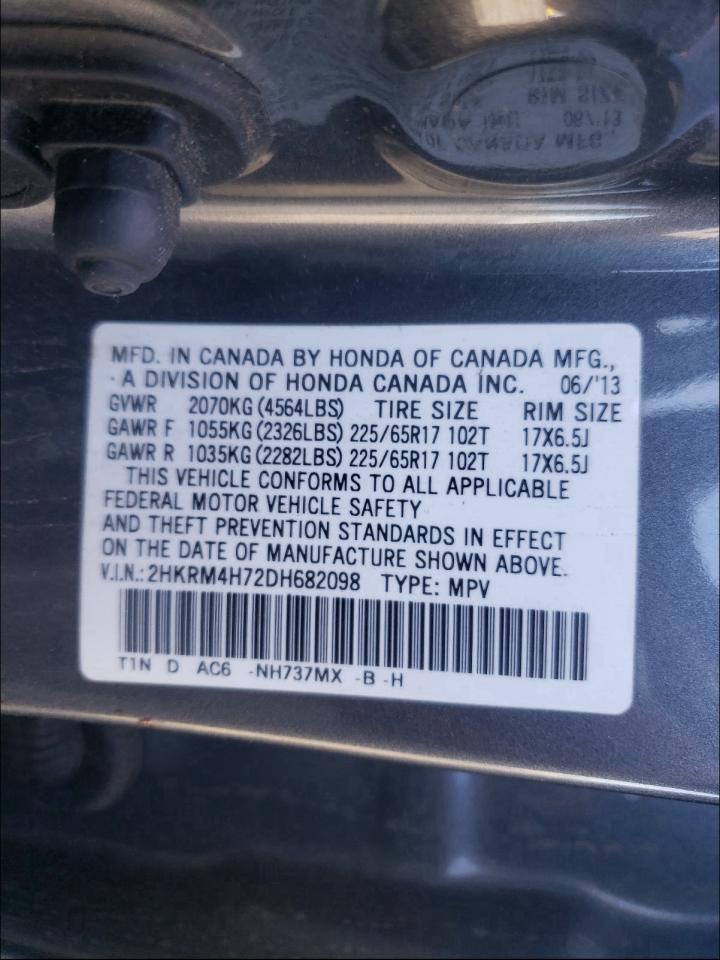 MFD. IN CANADA BY HONDA OF CANADA MFG.,
A DIVISION OF HONDA CANADA INC. 06/'13
GVWR 2070KG (4564LBS) TIRE SIZE RIM SIZE
GAWR F 1055KG (2326LBS) 225/65R17 102T 17X6.5J
GAWR R 1035KG (2282LBS) 225/65R17 102T 17X6.5J
THIS VEHICLE CONFORMS TO ALL APPLICABLE
FEDERAL MOTOR VEHICLE SAFETY
AND THEFT PREVENTION STANDARDS IN EFFECT
ON THE DATE OF MANUFACTURE SHOWN ABOVE.
V.I.N.: 2HKRM4H72DH682098 TYPE: MPV
T1N D AC6 -NH737MX -B -H